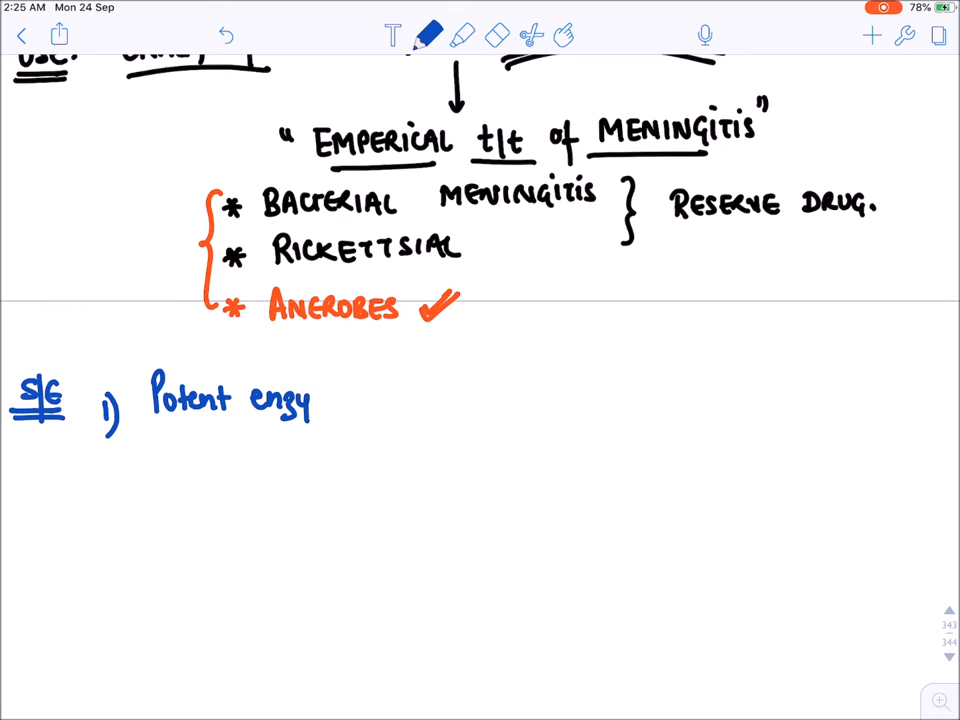 2:25 AM Mon 24 Sep 78%
T
USE:
" EMPERICAL t/t of MENINGITIS "
* BACTERIAL MENINGITIS } RESERVE DRUG.
* RICKETTSIAL
* ANEROBES ✓
S/E 1) Potent enzy
343
344